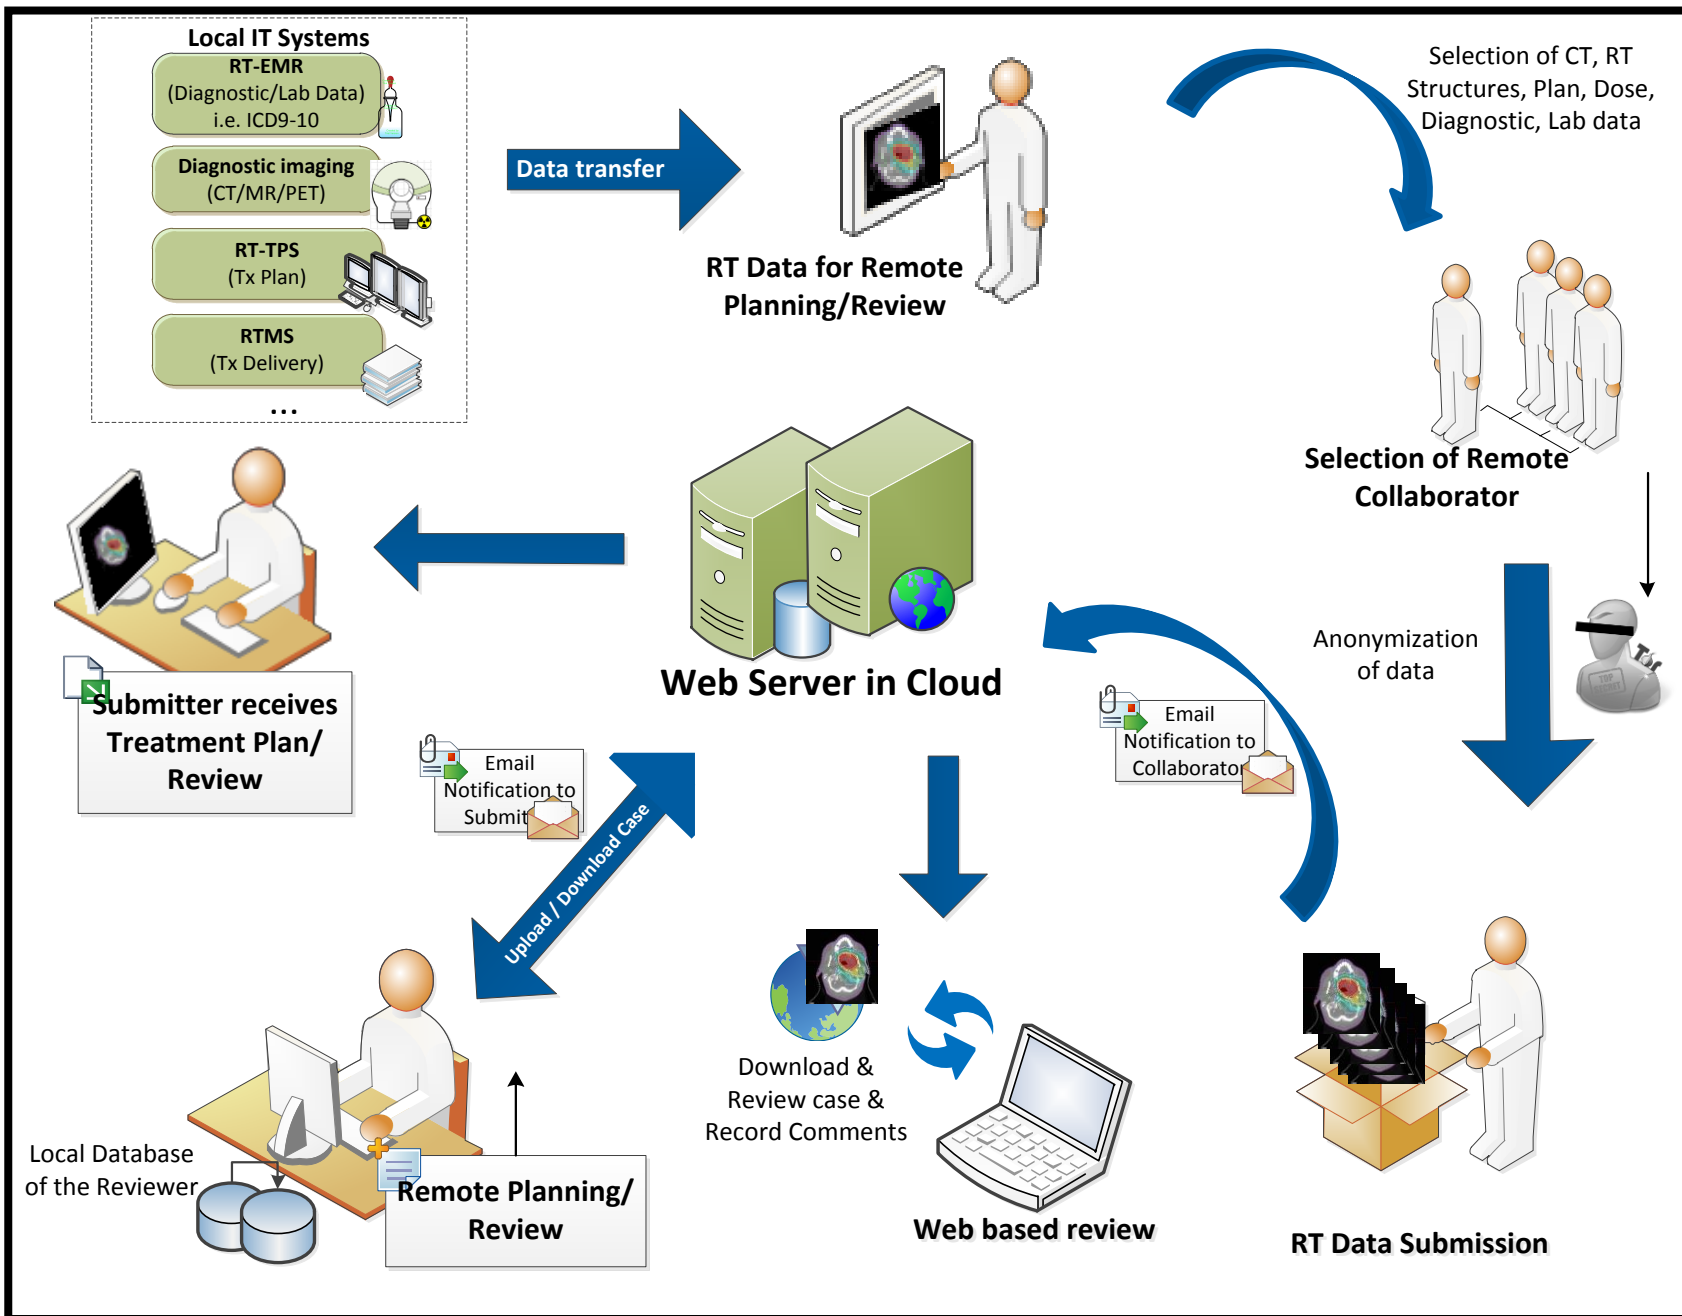 Local IT Systems
RT-EMR
(Diagnostic/Lab Data)
i.e. ICD9-10
Diagnostic imaging
(CT/MR/PET)
RT-TPS
(Tx Plan)
RTMS
(Tx Delivery)
...
Data transfer
RT Data for Remote
Planning/Review
Selection of CT, RT
Structures, Plan, Dose,
Diagnostic, Lab data
Selection of Remote
Collaborator
Anonymization
of data
TOP
SECRET
Web Server in Cloud
Submitter receives
Treatment Plan/
Review
Email
Notification to
Submit
Email
Notification to
Collaborator
Upload / Download Case
Download &
Review case &
Record Comments
Local Database
of the Reviewer
Remote Planning/
Review
Web based review
RT Data Submission